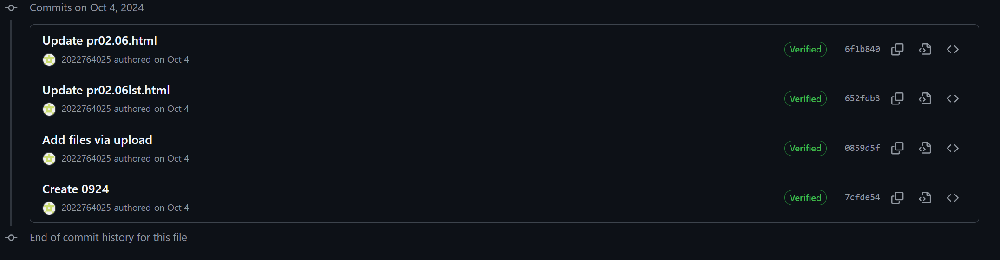 Commits on Oct 4, 2024
Update pr02.06.html
2022764025 authored on Oct 4
Verified
6f1b840
Update pr02.06lst.html
2022764025 authored on Oct 4
Verified
652fdb3
Add files via upload
2022764025 authored on Oct 4
Verified
0859d5f
Create 0924
2022764025 authored on Oct 4
Verified
7cfde54
End of commit history for this file